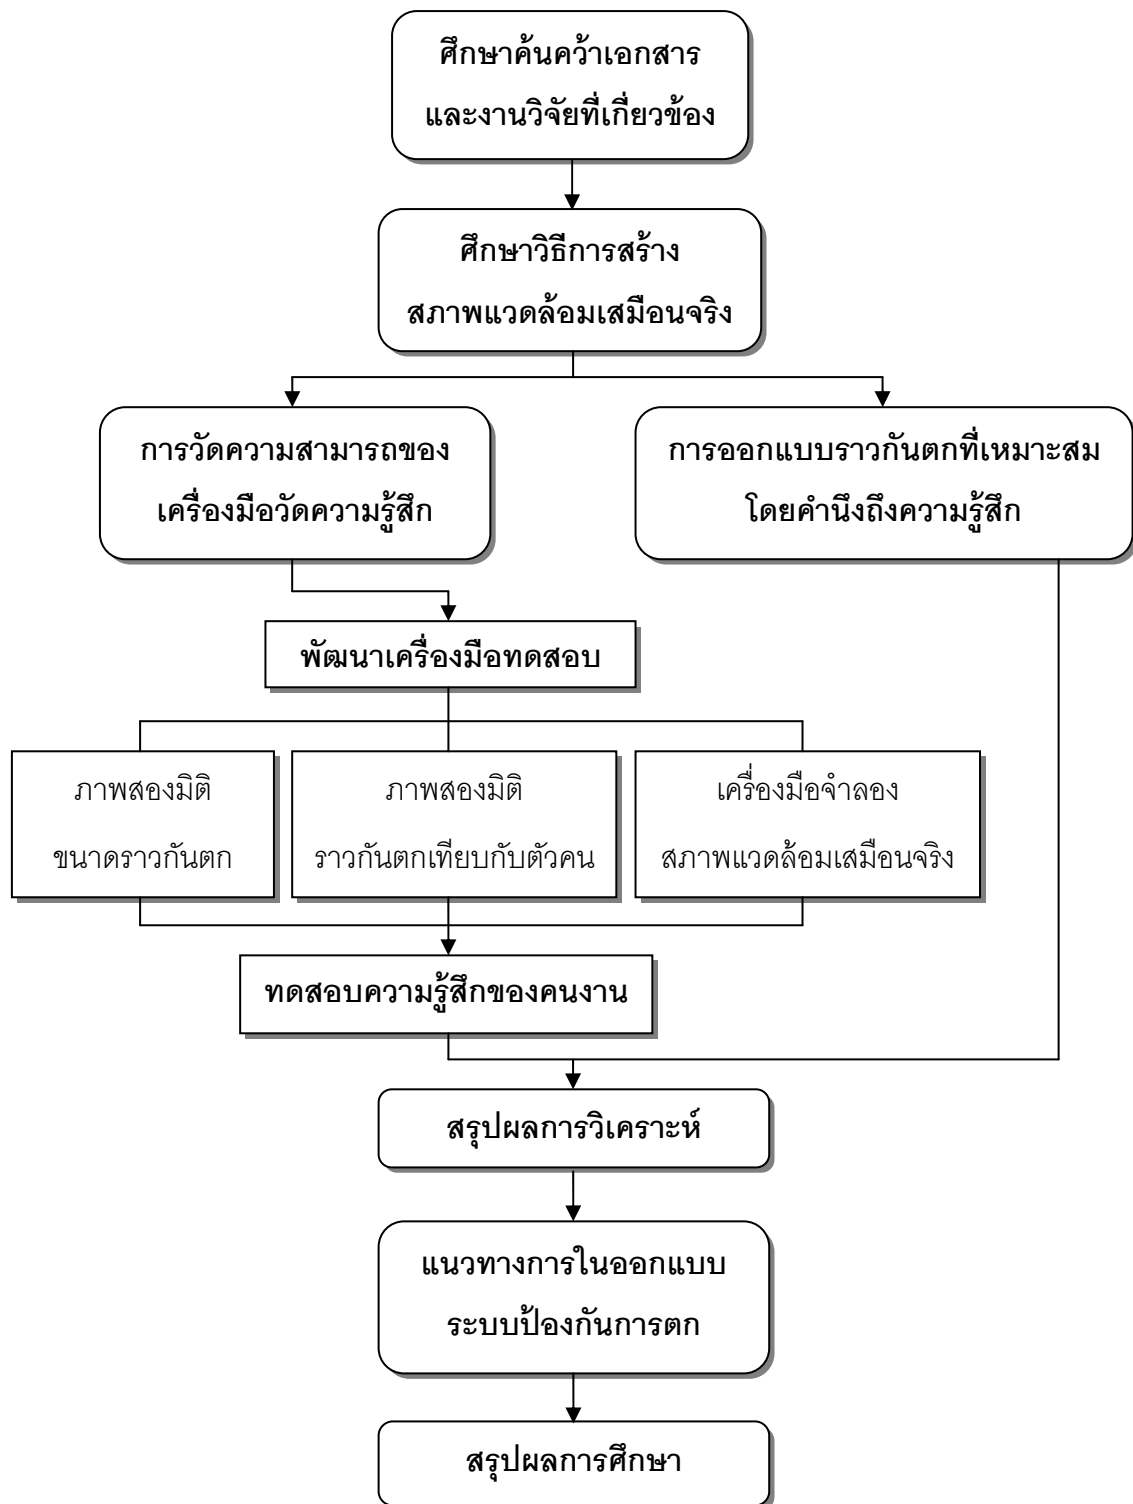 ศึกษาค้นคว้าเอกสาร
และงานวิจัยที่เกี่ยวข้อง
ศึกษาวิธีการสร้าง
สภาพแวดล้อมเสมือนจริง
การวัดความสามารถของ
เครื่องมือวัดความรู้สึก
การออกแบบราวกันตกที่เหมาะสม
โดยคำนึงถึงความรู้สึก
พัฒนาเครื่องมือทดสอบ
ภาพสองมิติ
ขนาดราวกันตก
ภาพสองมิติ
ราวกันตกเทียบกับตัวคน
เครื่องมือจำลอง
สภาพแวดล้อมเสมือนจริง
ทดสอบความรู้สึกของคนงาน
สรุปผลการวิเคราะห์
แนวทางการในออกแบบ
ระบบป้องกันการตก
สรุปผลการศึกษา